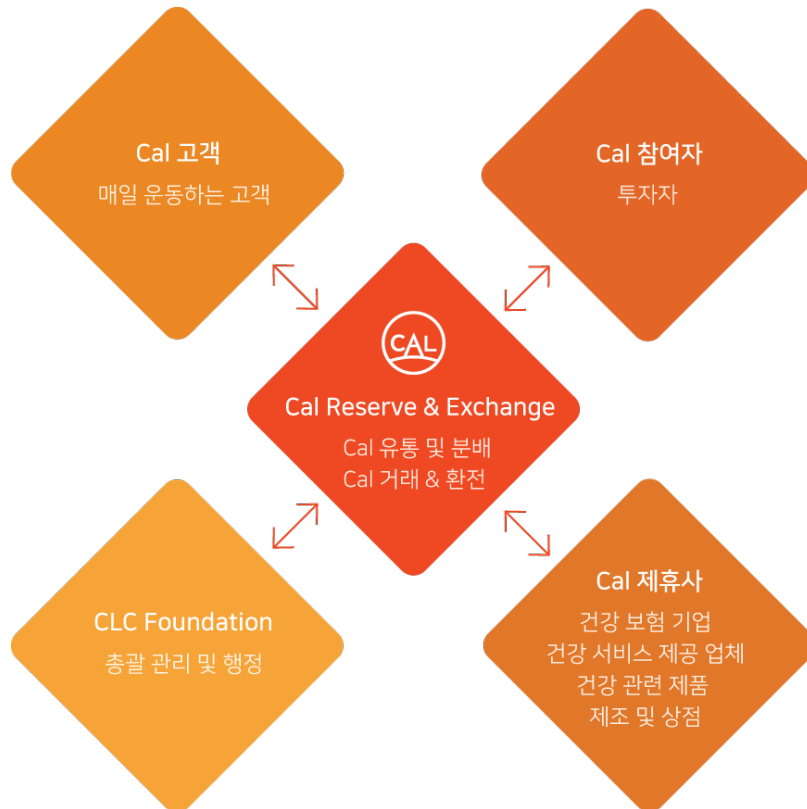 Cal 고객
매일 운동하는 고객
Cal 참여자
투자자
CAL
Cal Reserve & Exchange
Cal 유통 및 분배
Cal 거래 & 환전
CLC Foundation
총괄 관리 및 행정
Cal 제휴사
건강 보험 기업
건강 서비스 제공 업체
건강 관련 제품
제조 및 상점